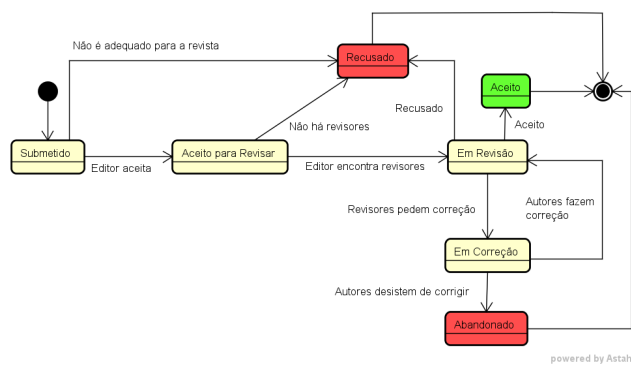 Não é adequado para a revista
Recusado
Aceito
Recusado
Não há revisores
Aceito
Submetido
Aceito para Revisar
Em Revisão
Editor aceita
Editor encontra revisores
Autores fazem
correção
Revisores pedem correção
Em Correção
Autores desistem de corrigir
Abandonado
powered by Astah